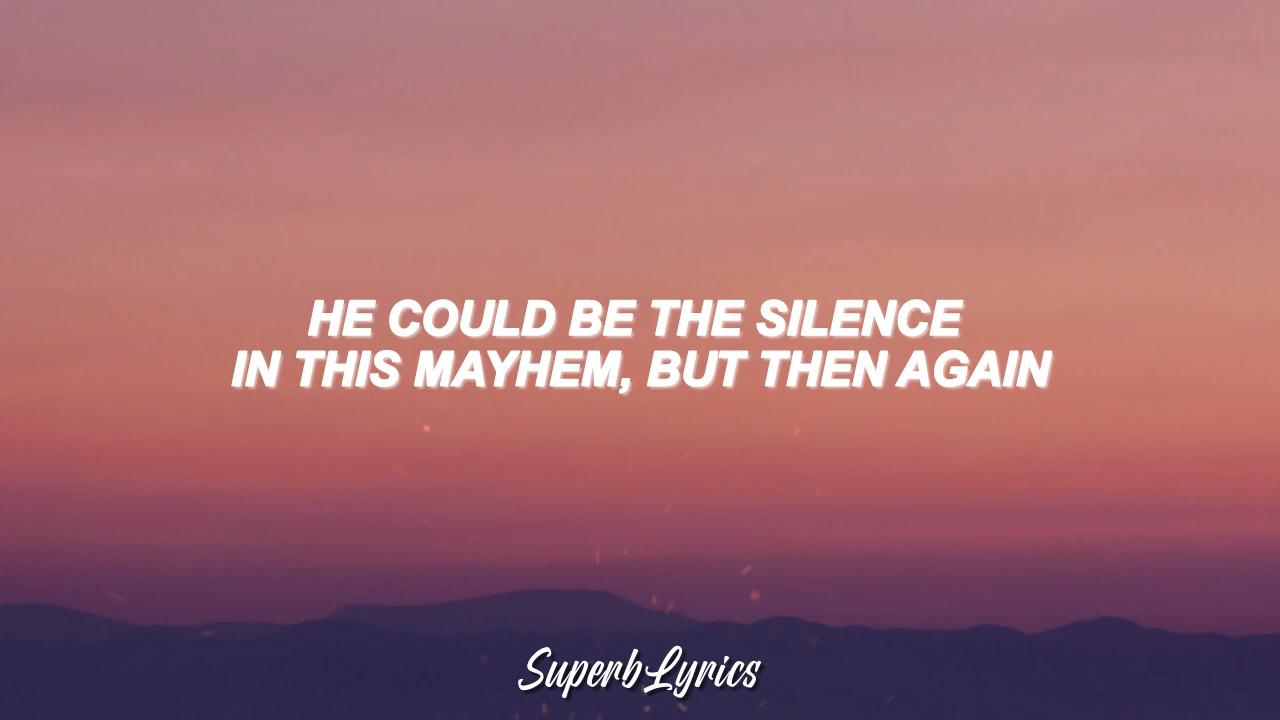 HE COULD BE THE SILENCE
IN THIS MAYHEM, BUT THEN AGAIN
SuperbLyrics